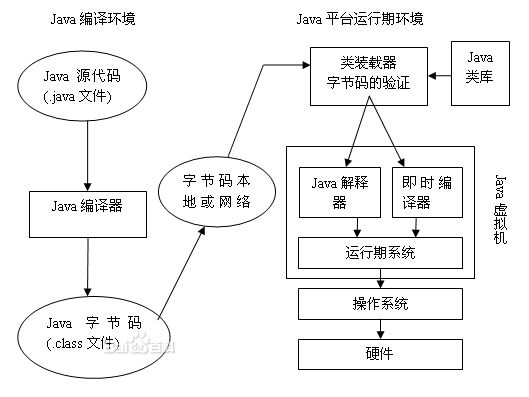 Java 编译环境
Java 平台运行期环境
Java 源代码
(.java 文件)
Java 编译器
Java 字节码
(.class 文件)
字节码本
地或网络
类装载器
字节码的验证
Java
类库
Java 解释
器
即时编
译器
运行期系统
Java 虚拟机
操作系统
硬件
Bai百科